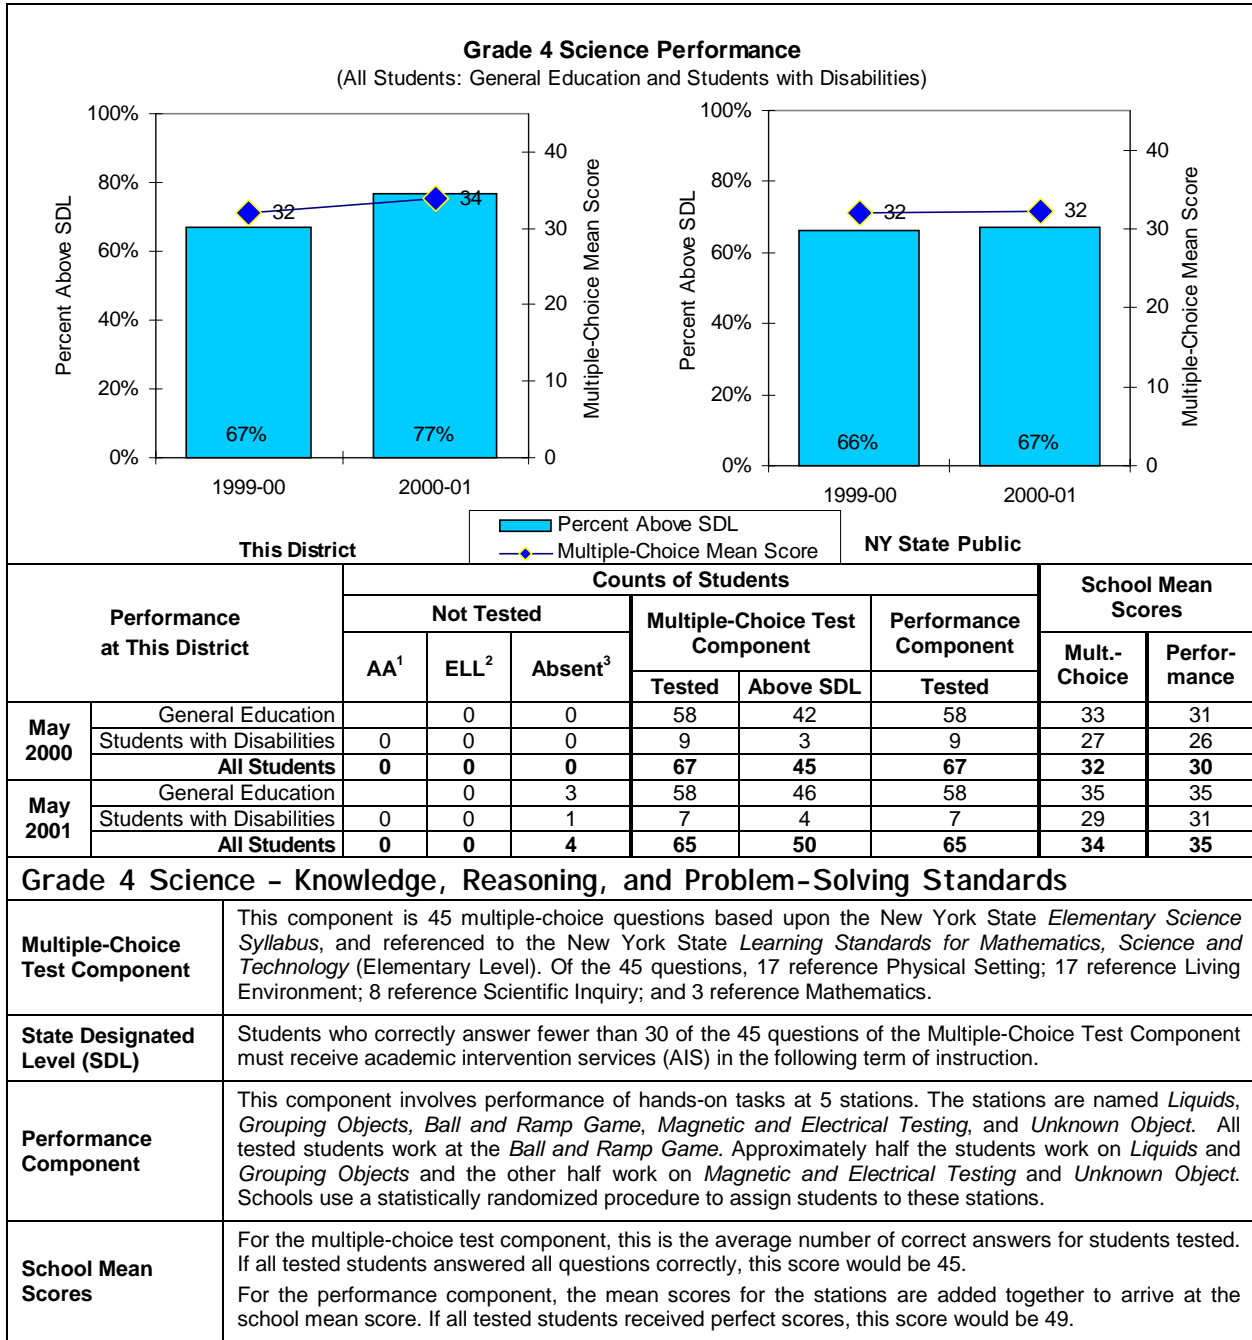 Grade 4 Science Performance
(All Students: General Education and Students with Disabilities)
100%
80%
60%
40%
20%
0%
Percent Above SDL
32
34
67%
77%
40
30
20
10
0
Multiple-Choice Mean Score
1999-00
2000-01
This District
100%
80%
60%
40%
20%
0%
Percent Above SDL
32
32
66%
67%
40
30
20
10
0
Multiple-Choice Mean Score
1999-00
2000-01
NY State Public
Percent Above SDL
Multiple-Choice Mean Score
Performance
at This District
Counts of Students
School Mean
Scores
Not Tested
Multiple-Choice Test
Component
Performance
Component
Mult.-
Choice
Perfor-
mance
AA1 ELL2 Absent3
Tested Above SDL Tested
May
2000
General Education 0 0 58 42 58 33 31
Students with Disabilities 0 0 0 9 3 9 27 26
All Students 0 0 0 67 45 67 32 30
May
2001
General Education 0 3 58 46 58 35 35
Students with Disabilities 0 0 1 7 4 7 29 31
All Students 0 0 4 65 50 65 34 35
Grade 4 Science – Knowledge, Reasoning, and Problem-Solving Standards
Multiple-Choice
Test Component
This component is 45 multiple-choice questions based upon the New York State Elementary Science
Syllabus, and referenced to the New York State Learning Standards for Mathematics, Science and
Technology (Elementary Level). Of the 45 questions, 17 reference Physical Setting; 17 reference Living
Environment; 8 reference Scientific Inquiry; and 3 reference Mathematics.
State Designated
Level (SDL)
Students who correctly answer fewer than 30 of the 45 questions of the Multiple-Choice Test Component
must receive academic intervention services (AIS) in the following term of instruction.
Performance
Component
This component involves performance of hands-on tasks at 5 stations. The stations are named Liquids,
Grouping Objects, Ball and Ramp Game, Magnetic and Electrical Testing, and Unknown Object. All
tested students work at the Ball and Ramp Game. Approximately half the students work on Liquids and
Grouping Objects and the other half work on Magnetic and Electrical Testing and Unknown Object.
Schools use a statistically randomized procedure to assign students to these stations.
School Mean
Scores
For the multiple-choice test component, this is the average number of correct answers for students tested.
If all tested students answered all questions correctly, this score would be 45.
For the performance component, the mean scores for the stations are added together to arrive at the
school mean score. If all tested students received perfect scores, this score would be 49.